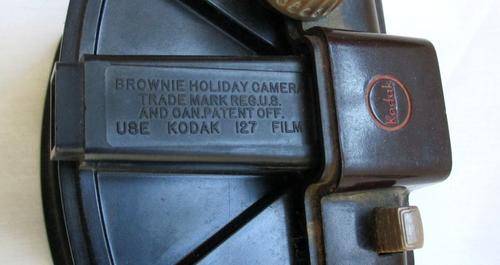 BROWNIE HOLIDAY CAMERA
TRADE MARK REG.U.S.
AND CAN.PATENT OFF.
USE KODAK 127 FILM
Kodak